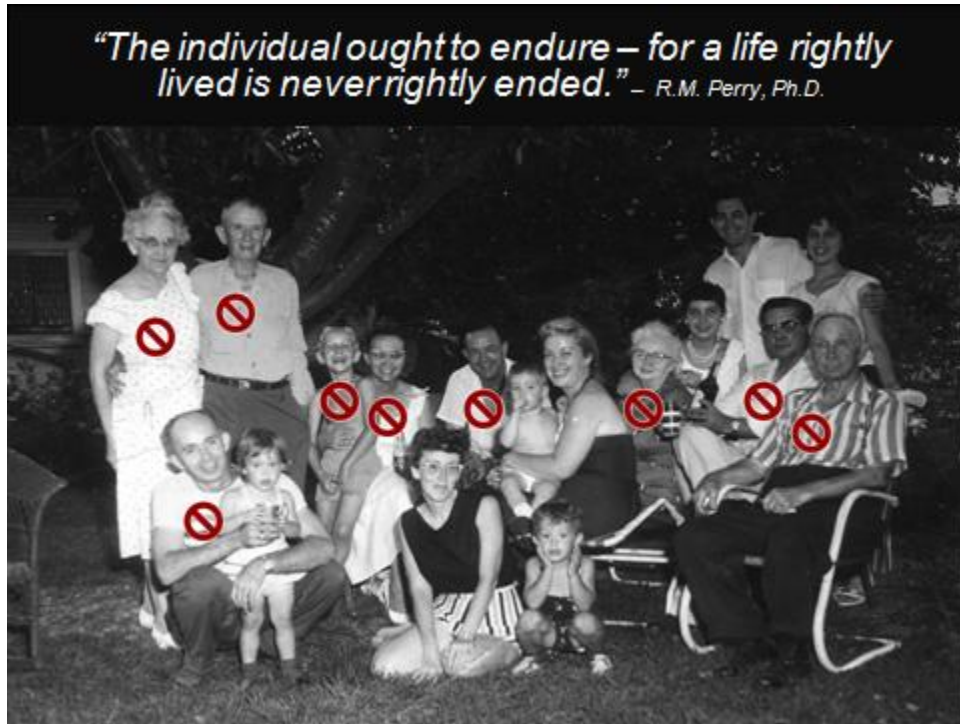 “The individual ought to endure – for a life rightly
lived is never rightly ended.” – R.M. Perry, Ph.D.